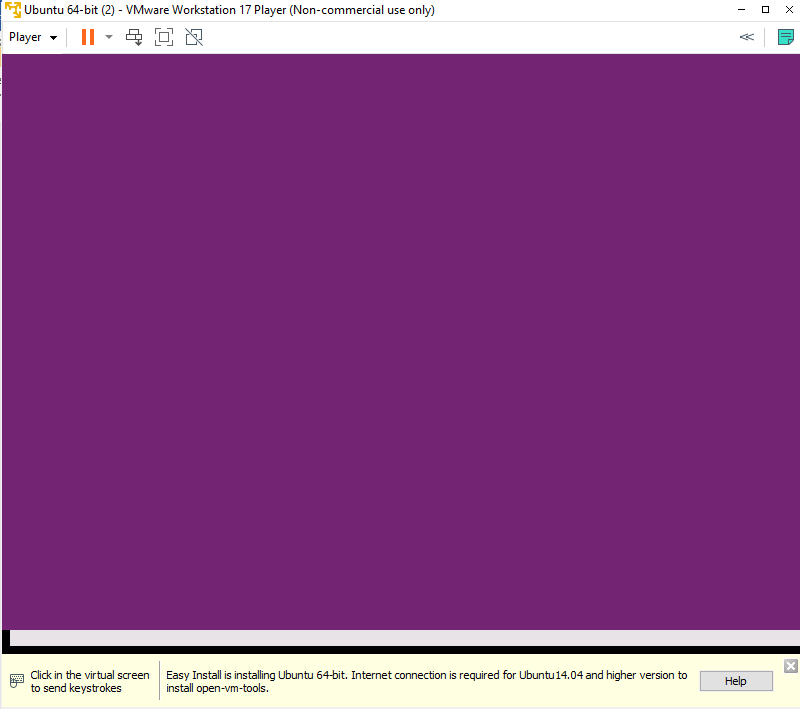 Ubuntu 64-bit (2) - VMware Workstation 17 Player (Non-commercial use only)
Player
Click in the virtual screen
to send keystrokes
Easy Install is installing Ubuntu 64-bit. Internet connection is required for Ubuntu14.04 and higher version to
install open-vm-tools.
Help